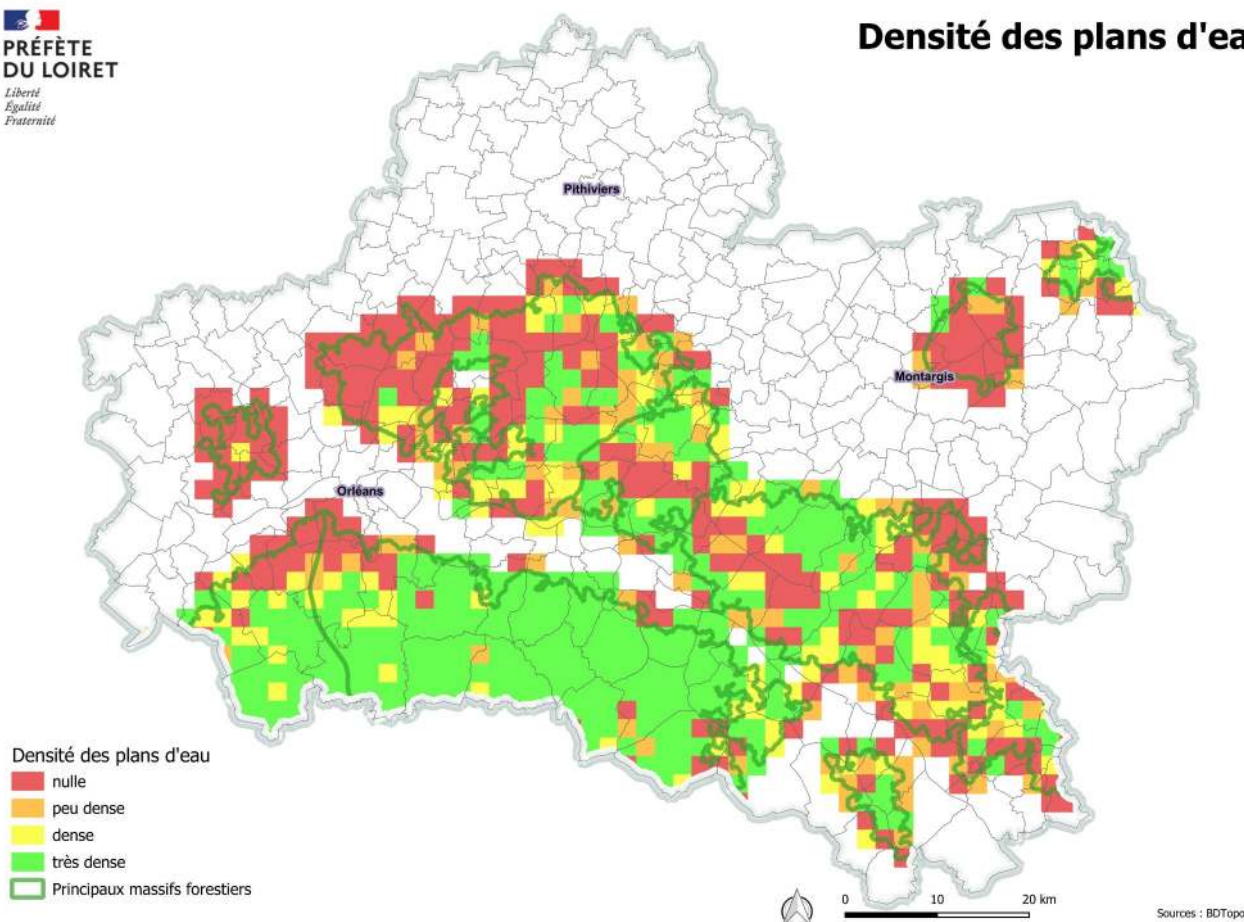 PRÉFÈTE
DU LOIRET
Liberté
Égalité
Fraternité
Densité des plans d'ea
Pithiviers
Montargis
Orléans
Densité des plans d'eau
nulle
peu dense
dense
très dense
Principaux massifs forestiers
0 10 20 km
Sources : BDTopo